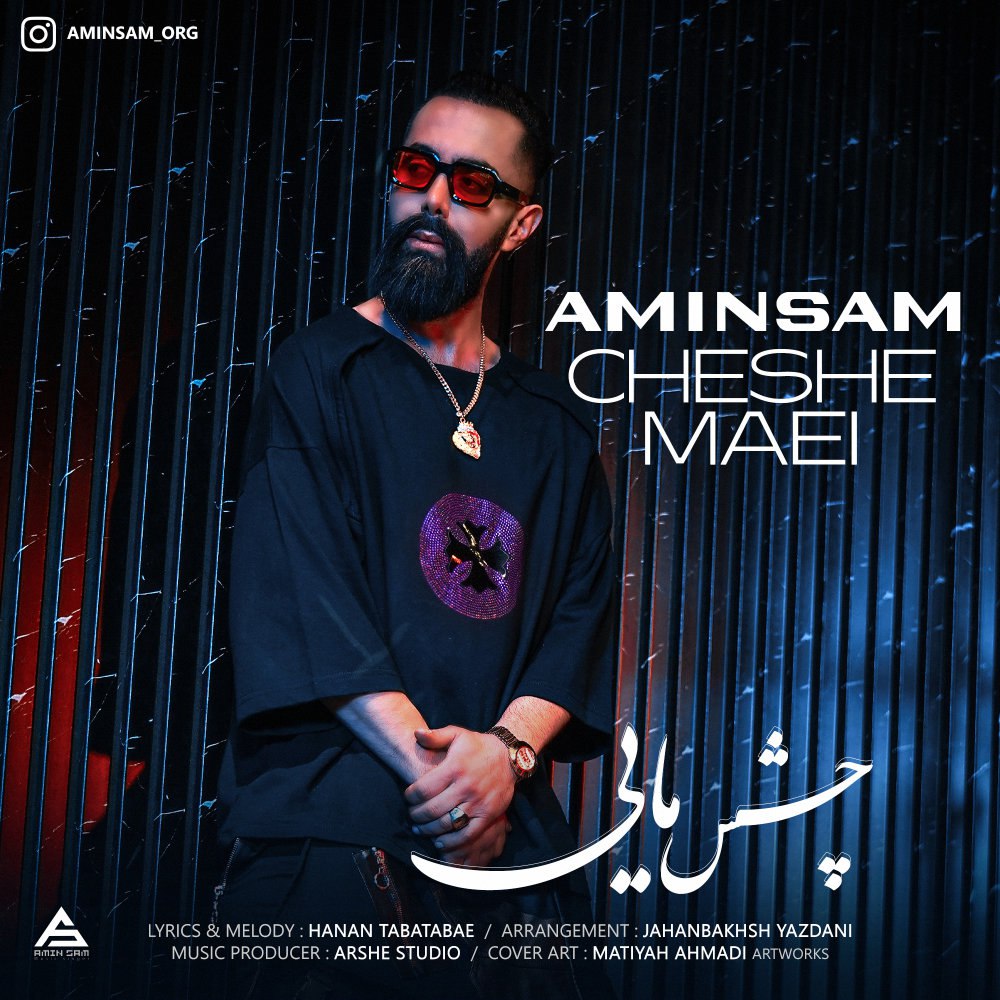 AMINSAM_ORG
AMINSAM
CHESHE
MAEI
چشِ مایی
LYRICS & MELODY : HANAN TABATABAE / ARRANGEMENT : JAHANBAKHSH YAZDANI
MUSIC PRODUCER : ARSHE STUDIO / COVER ART : MATIYAH AHMADI ARTWORKS
AMIN SAM